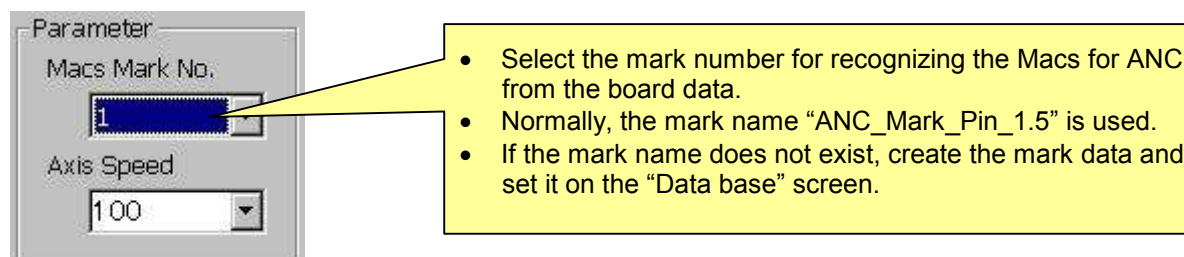 Parameter
Macs Mark No.
1
Axis Speed
100
• Select the mark number for recognizing the Macs for ANC
from the board data.
• Normally, the mark name “ANC_Mark_Pin_1.5” is used.
• If the mark name does not exist, create the mark data and
set it on the “Data base” screen.